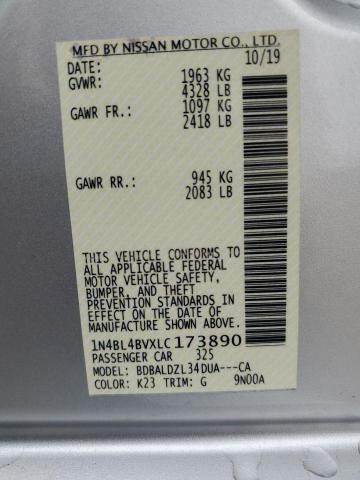 MFD BY NISSAN MOTOR CO., LTD.
DATE: 10/19
GVWR: 1963 KG
4328 LB
GAWR FR.: 1097 KG
2418 LB
GAWR RR.: 945 KG
2083 LB
THIS VEHICLE CONFORMS TO
ALL APPLICABLE FEDERAL
MOTOR VEHICLE SAFETY,
BUMPER, AND THEFT
PREVENTION STANDARDS IN
EFFECT ON THE DATE OF
MANUFACTURE SHOWN ABOVE.
1N4BL4BVXLC173890
PASSENGER CAR 325
MODEL: BDBALDZL34DUA---CA
COLOR: K23 TRIM: G 9N00A